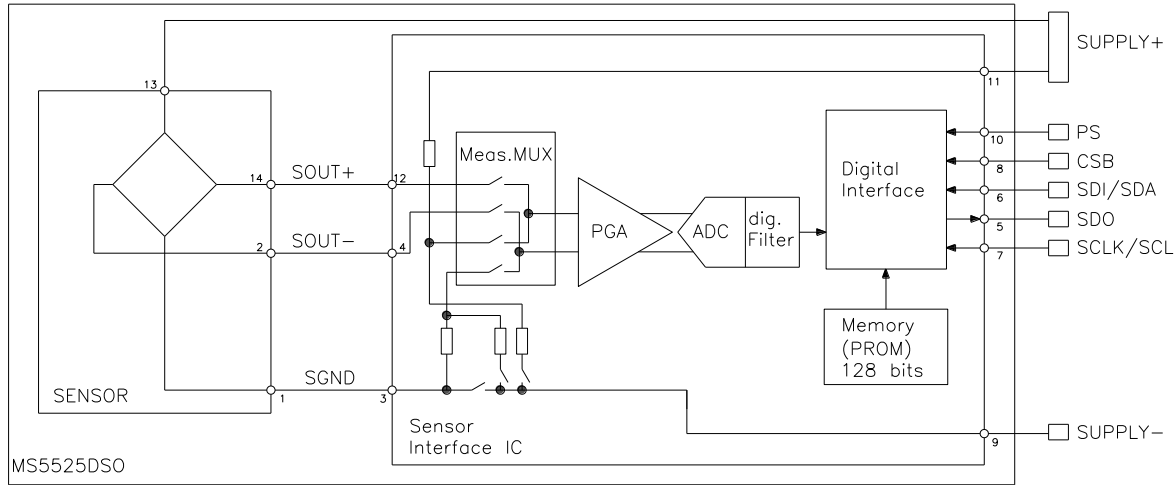 SUPPLY+
13
11
10
PS
Meas.MUX
8
CSB
Digital
Interface
14
SOUT+
12
6
SDI/SDA
PGA
ADC
dig.
Filter
5
SDO
2
SOUT-
4
7
SCLK/SCL
Memory
(PROM)
128 bits
SENSOR
1
SGND
3
Sensor
Interface IC
9
SUPPLY-
MS5525DSO